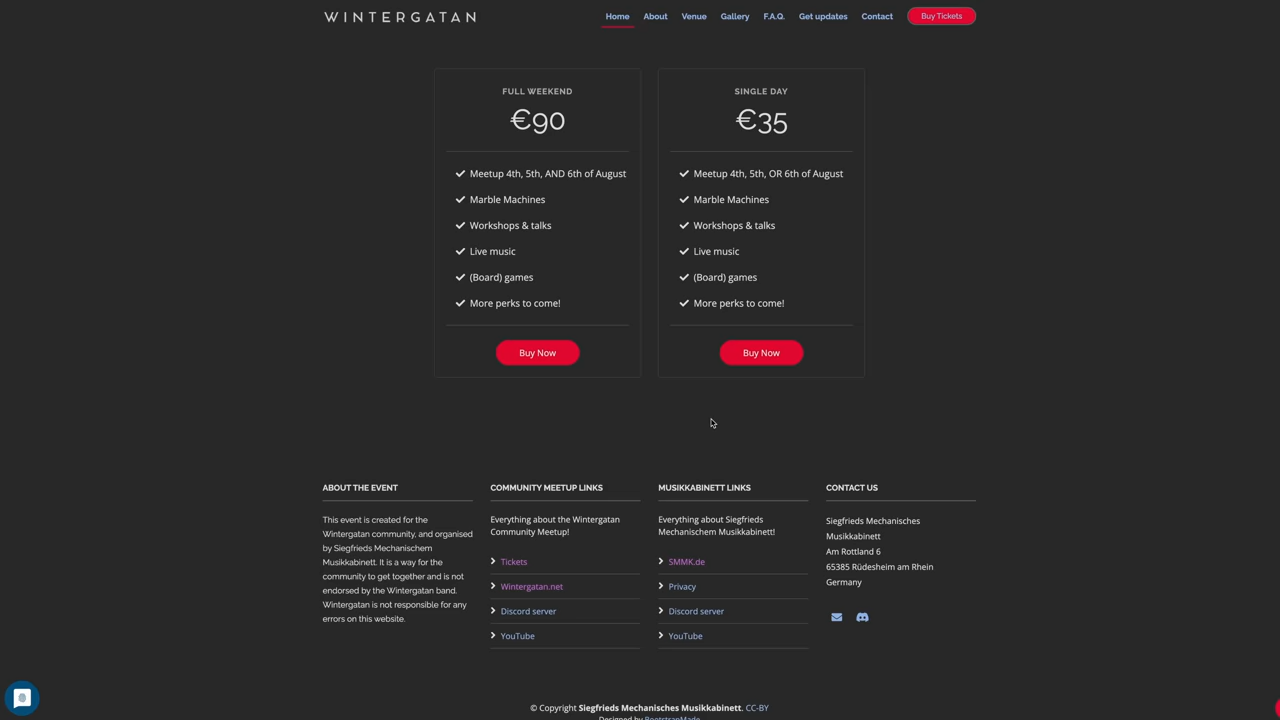 WINTERGATAN
Home About Venue Gallery F.A.Q. Get updates Contact Buy Tickets
FULL WEEKEND
€90
Meetup 4th, 5th, AND 6th of August
Marble Machines
Workshops & talks
Live music
(Board) games
More perks to come!
Buy Now
SINGLE DAY
€35
Meetup 4th, 5th, OR 6th of August
Marble Machines
Workshops & talks
Live music
(Board) games
More perks to come!
Buy Now
ABOUT THE EVENT
This event is created for the
Wintergatan community, and organised
by Siegfrieds Mechanischem
Musikkabinett. It is a way for the
community to get together and is not
endorsed by the Wintergatan band.
Wintergatan is not responsible for any
errors on this website.
COMMUNITY MEETUP LINKS
Everything about the Wintergatan
Community Meetup!
Tickets
Wintergatan.net
Discord server
YouTube
MUSIKKABINETT LINKS
Everything about Siegfrieds
Mechanischem Musikkabinett!
SMMK.de
Privacy
Discord server
YouTube
CONTACT US
Siegfrieds Mechanisches
Musikkabinett
Am Rottland 6
65385 Rüdesheim am Rhein
Germany
© Copyright Siegfrieds Mechanisches Musikkabinett. CC-BY
Designed by BootstrapMade